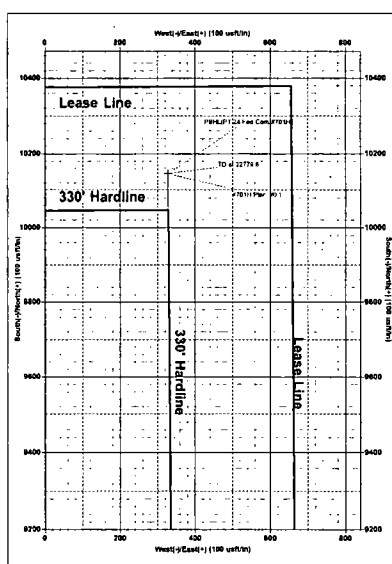 West(-)/East(+) (100 usft/in)
0 200 400 600 800
10400 10400
Lease Line
10200 10200
TD at 22779.6
330' Hardline
10000 10000
South(-)/North(+) (100 usft/in)
South(-)/North(+) (100 usft/in)
9800 9800
330' Hardline
Lease Line
9600 9600
9400 9400
9200 9200
0 200 400 600 800
West(-)/East(+) (100 usft/in)